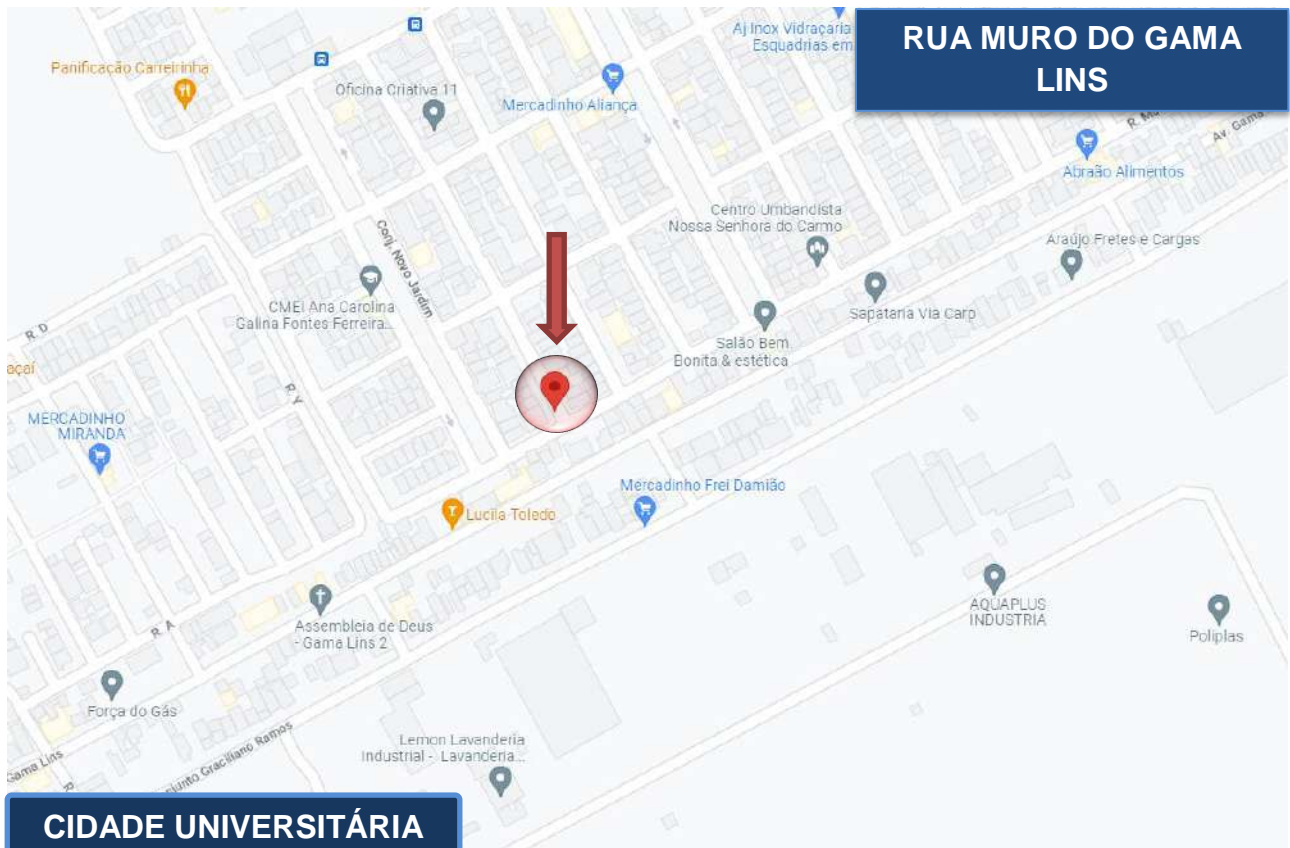 RUA MURO DO GAMA
LINS
Aj Inox Vidraçaria
Esquadrias em
Panificação Carreirinha
Oficina Criativa 11
Mercadinho Aliança
R. Mu
Av. Gama
Abraão Alimentos
Centro Umbandista
Nossa Senhora do Carmo
Araújo Fretes e Cargas
Conj. Novo Jardim
CMEI Ana Carolina
Galina Fontes Ferreira...
Sapataria Via Carp
R. D
Salão Bem
Bonita & estética
açaí
R Y
MERCADINHO
MIRANDA
Mercadinho Frei Damião
Lucila Toledo
AQUAPLUS
INDUSTRIA
Assembleia de Deus
- Gama Lins 2
R. A
Poliplas
Força do Gás
Lemon Lavanderia
Industrial - Lavanderia...
Gama Lins
njunto Graciliano Ramos
CIDADE UNIVERSITÁRIA